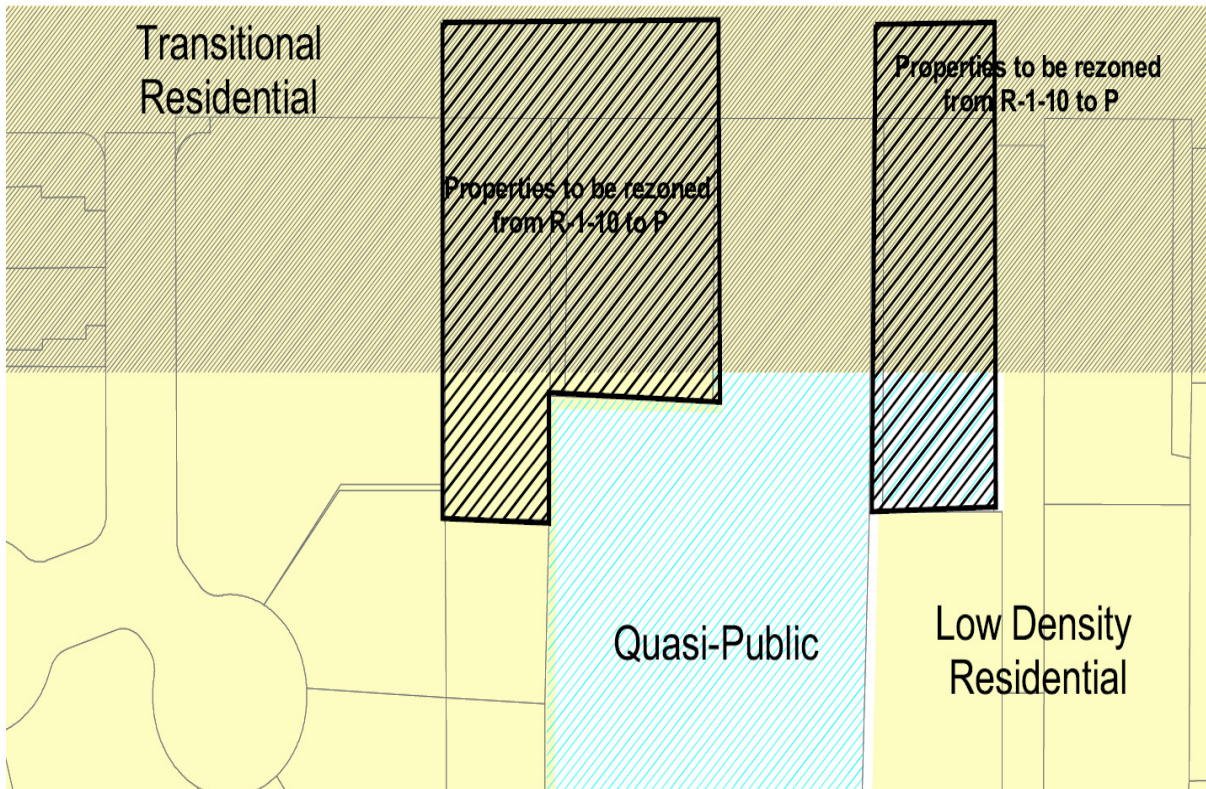 Transitional
Residential
Properties to be rezoned
from R-1-10 to P
Properties to be rezoned
from R-1-10 to P
Quasi-Public
Low Density
Residential